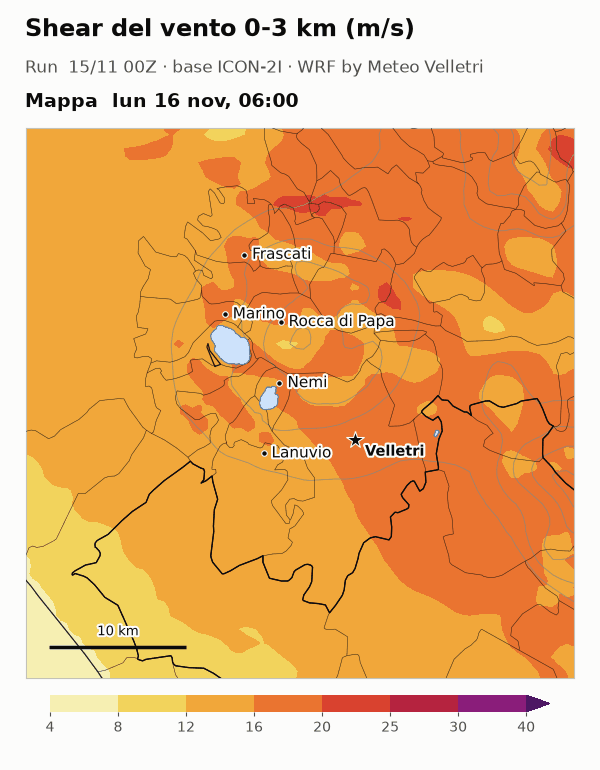 Shear del vento 0-3 km (m/s)
Run 15/11 00Z · base ICON-2I · WRF by Meteo Velletri
Mappa lun 16 nov, 06:00
Frascati
Marino
Rocca di Papa
Nemi
Velletri
Lanuvio
10 km
4 8 12 16 20 25 30 40